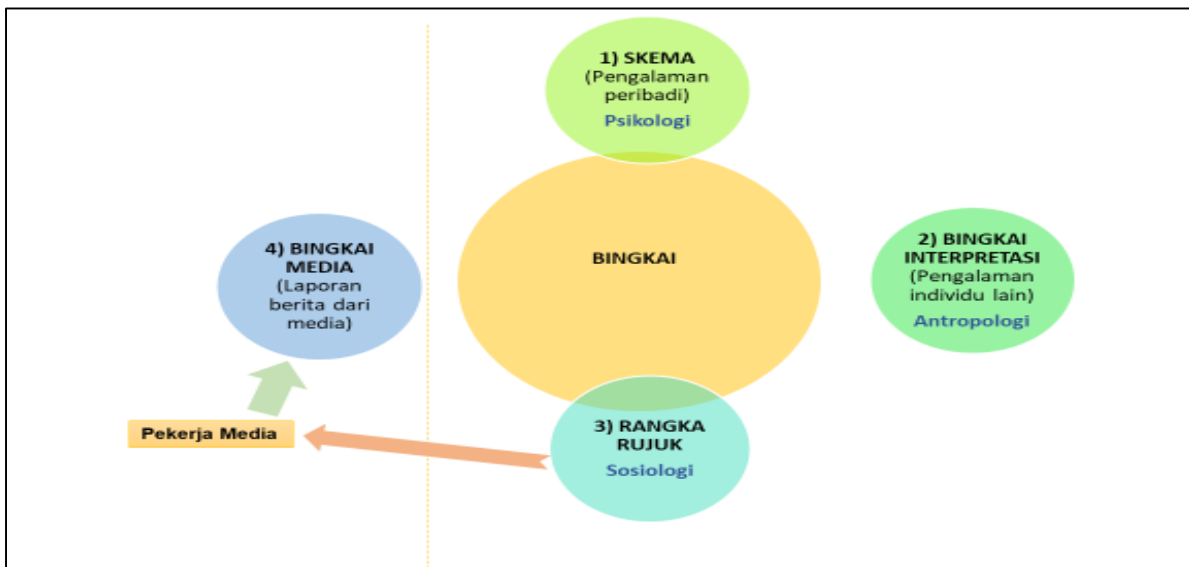 1) SKEMA
(Pengalaman
peribadi)
Psikologi
BINGKAI
2) BINGKAI
INTERPRETASI
(Pengalaman
individu lain)
Antropologi
4) BINGKAI
MEDIA
(Laporan
berita dari
media)
Pekerja Media
3) RANGKA
RUJUK
Sosiologi